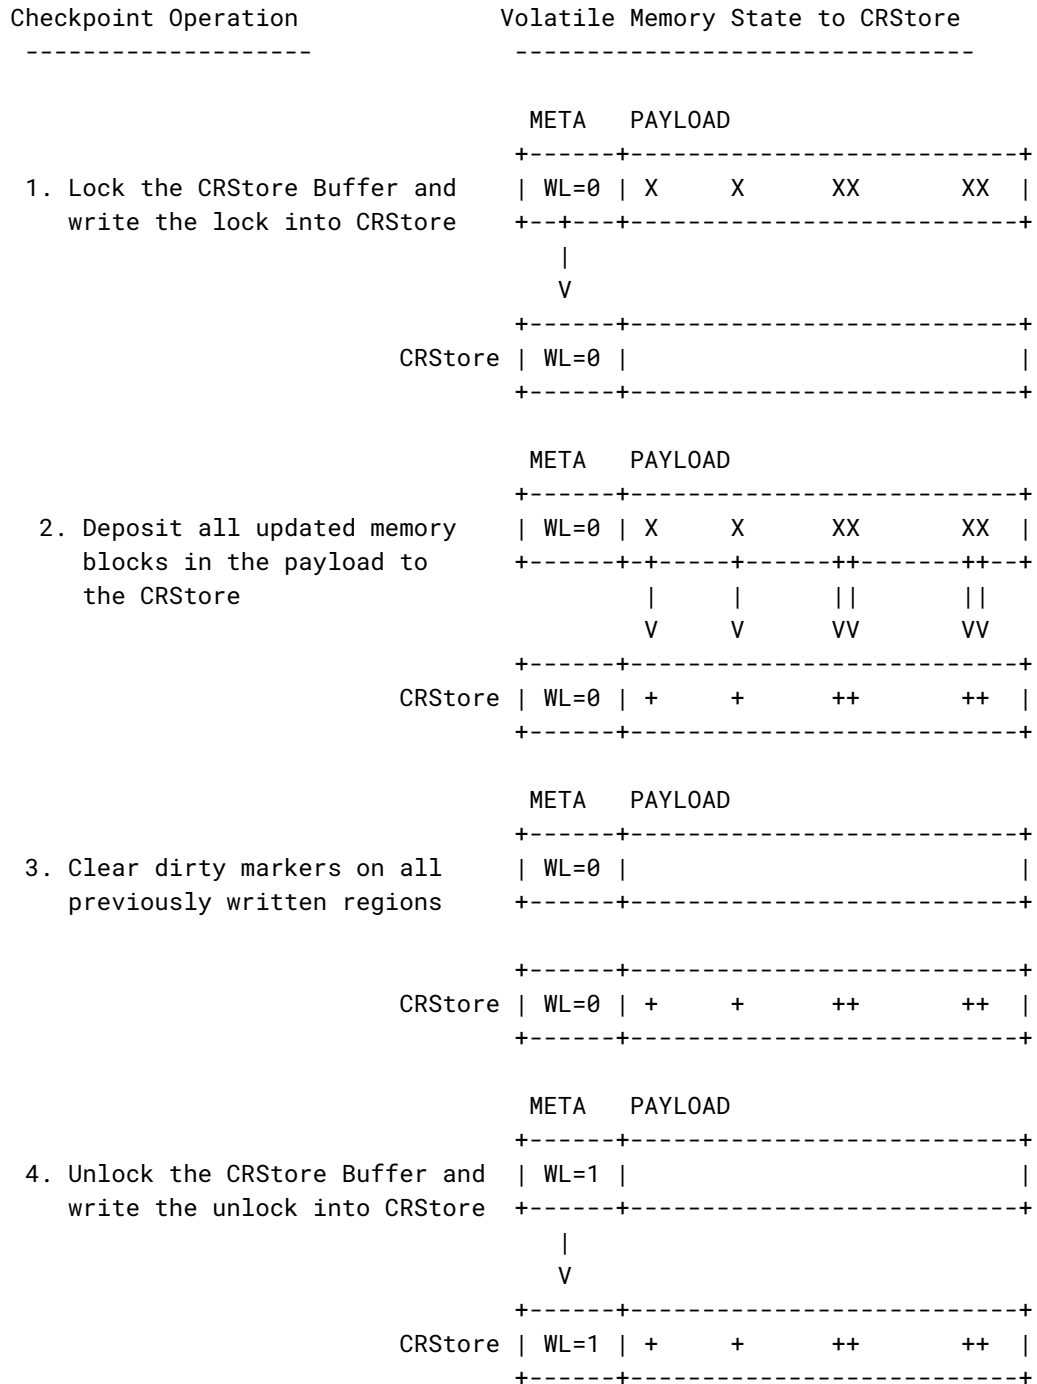 Checkpoint Operation              Volatile Memory State to CRStore
 --------------------              --------------------------------
                                    META   PAYLOAD
                                   +------+---------------------------+
 1. Lock the CRStore Buffer and    | WL=0 | X     X      XX       XX  |
    write the lock into CRStore    +--+---+---------------------------+
                                      |
                                      V
                                   +------+---------------------------+
                           CRStore | WL=0 |                           |
                                   +------+---------------------------+
                                    META   PAYLOAD
                                   +------+---------------------------+
  2. Deposit all updated memory    | WL=0 | X     X      XX       XX  |
     blocks in the payload to      +------+-+-----+------++-------++--+
     the CRStore                            |     |      ||       ||
                                            V     V      VV       VV
                                   +------+---------------------------+
                           CRStore | WL=0 | +     +      ++       ++  |
                                   +------+---------------------------+
                                    META   PAYLOAD
                                   +------+---------------------------+
 3. Clear dirty markers on all     | WL=0 |                           |
    previously written regions     +------+---------------------------+
                                   +------+---------------------------+
                           CRStore | WL=0 | +     +      ++       ++  |
                                   +------+---------------------------+
                                    META   PAYLOAD
                                   +------+---------------------------+
 4. Unlock the CRStore Buffer and  | WL=1 |                           |
    write the unlock into CRStore  +------+---------------------------+
                                      |
                                      V
                                   +------+---------------------------+
                           CRStore | WL=1 | +     +      ++       ++  |
                                   +------+---------------------------+